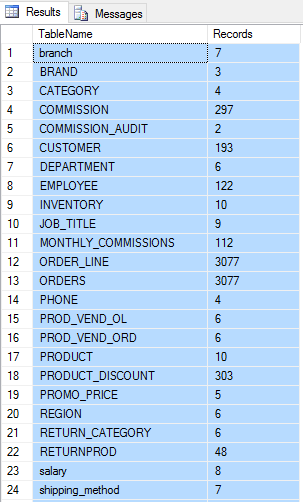 Results Messages
TableName Records
1 branch 7
2 BRAND 3
3 CATEGORY 4
4 COMMISSION 297
5 COMMISSION_AUDIT 2
6 CUSTOMER 193
7 DEPARTMENT 6
8 EMPLOYEE 122
9 INVENTORY 10
10 JOB_TITLE 9
11 MONTHLY_COMMISSIONS 112
12 ORDER_LINE 3077
13 ORDERS 3077
14 PHONE 4
15 PROD_VEND_OL 6
16 PROD_VEND_ORD 6
17 PRODUCT 10
18 PRODUCT_DISCOUNT 303
19 PROMO_PRICE 5
20 REGION 6
21 RETURN_CATEGORY 6
22 RETURNPROD 48
23 salary 8
24 shipping_method 7